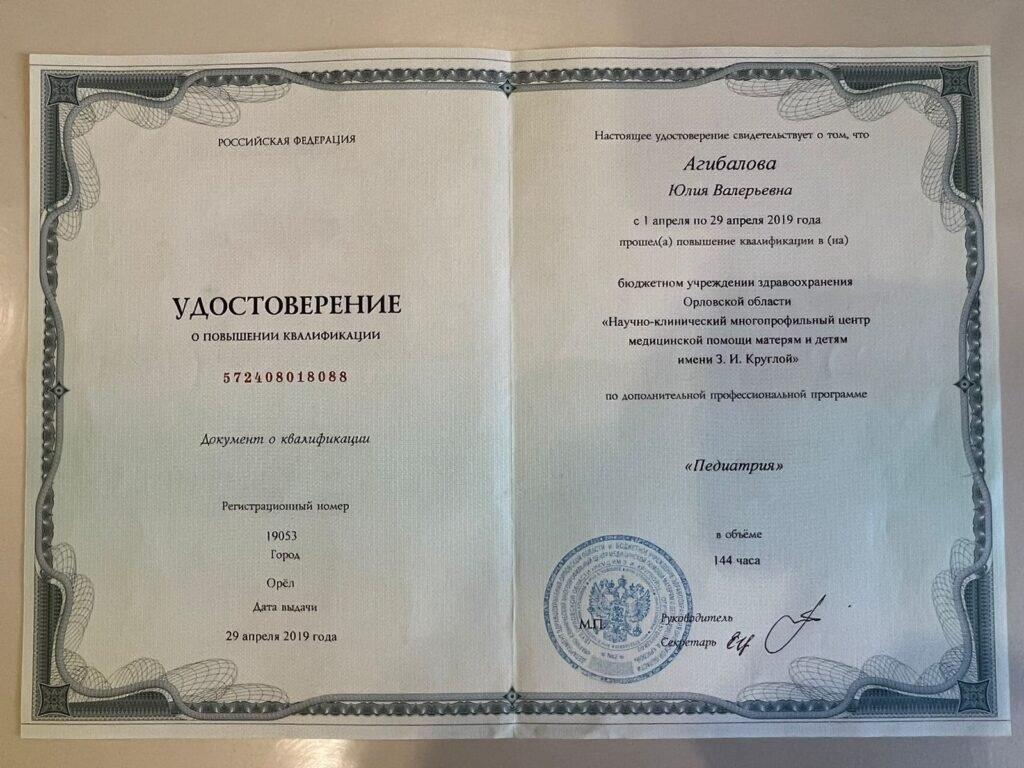 РОССИЙСКАЯ ФЕДЕРАЦИЯ
УДОСТОВЕРЕНИЕ
О ПОВЫШЕНИИ КВАЛИФИКАЦИИ
572408018088
Документ о квалификации
Регистрационный номер
19053
Город
Орёл
Дата выдачи
29 апреля 2019 года
Настоящее удостоверение свидетельствует о том, что
Агибалова
Юлия Валерьевна
с 1 апреля по 29 апреля 2019 года
прошел(а) повышение квалификации в (на)
бюджетном учреждении здравоохранения
Орловской области
«Научно-клинический многопрофильный центр
медицинской помощи матерям и детям
имени З. И. Круглой»
по дополнительной профессиональной программе
«Педиатрия»
в объёме
144 часа
М.П.
Руководитель
Секретарь